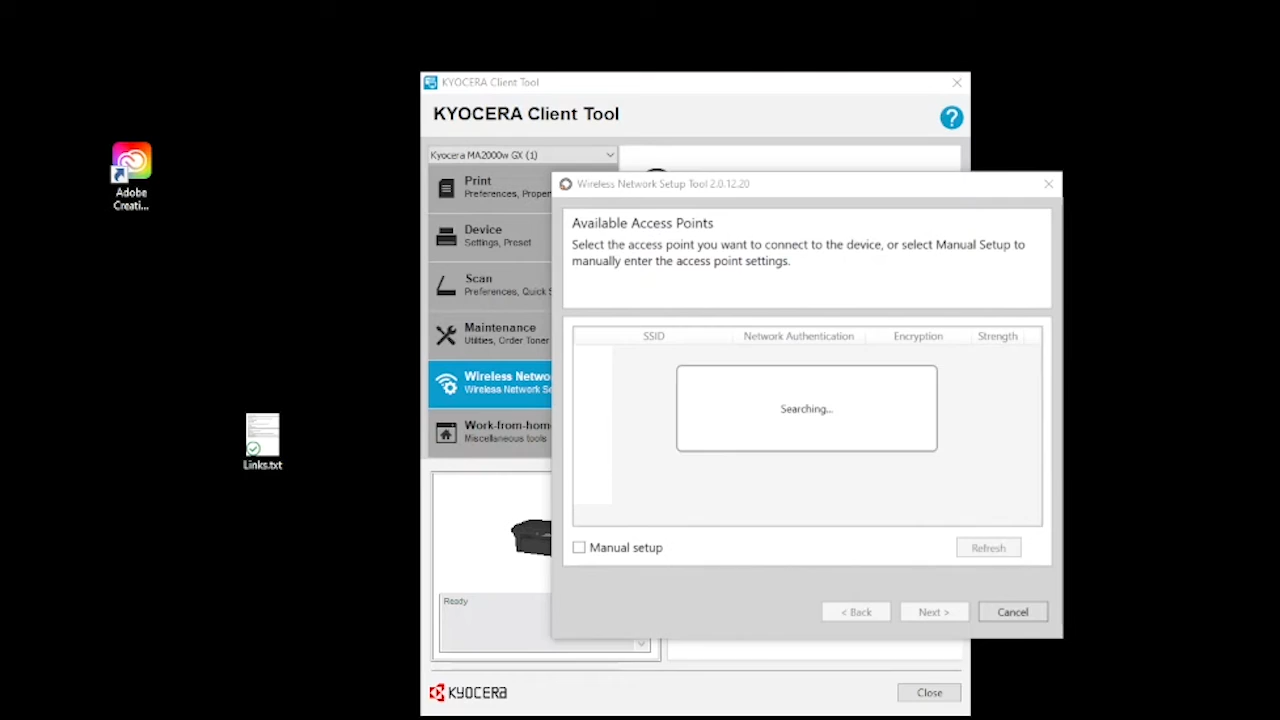 KYOCERA Client Tool
KYOCERA Client Tool
?
Kyocera MA2000w GX (1)
Print
Preferences, Proper
Device
Settings, Preset
Scan
Preferences, Quick S
Maintenance
Utilities, Order Toner
Wireless Netwo
Wireless Network Se
Work-from-hom
Miscellaneous tools
Ready
KYOCERA
Close
Wireless Network Setup Tool 2.0.12.20
Available Access Points
Select the access point you want to connect to the device, or select Manual Setup to
manually enter the access point settings.
SSID Network Authentication Encryption Strength
Searching...
Manual setup
Refresh
< Back Next > Cancel
Adobe
Creati...
Links.txt